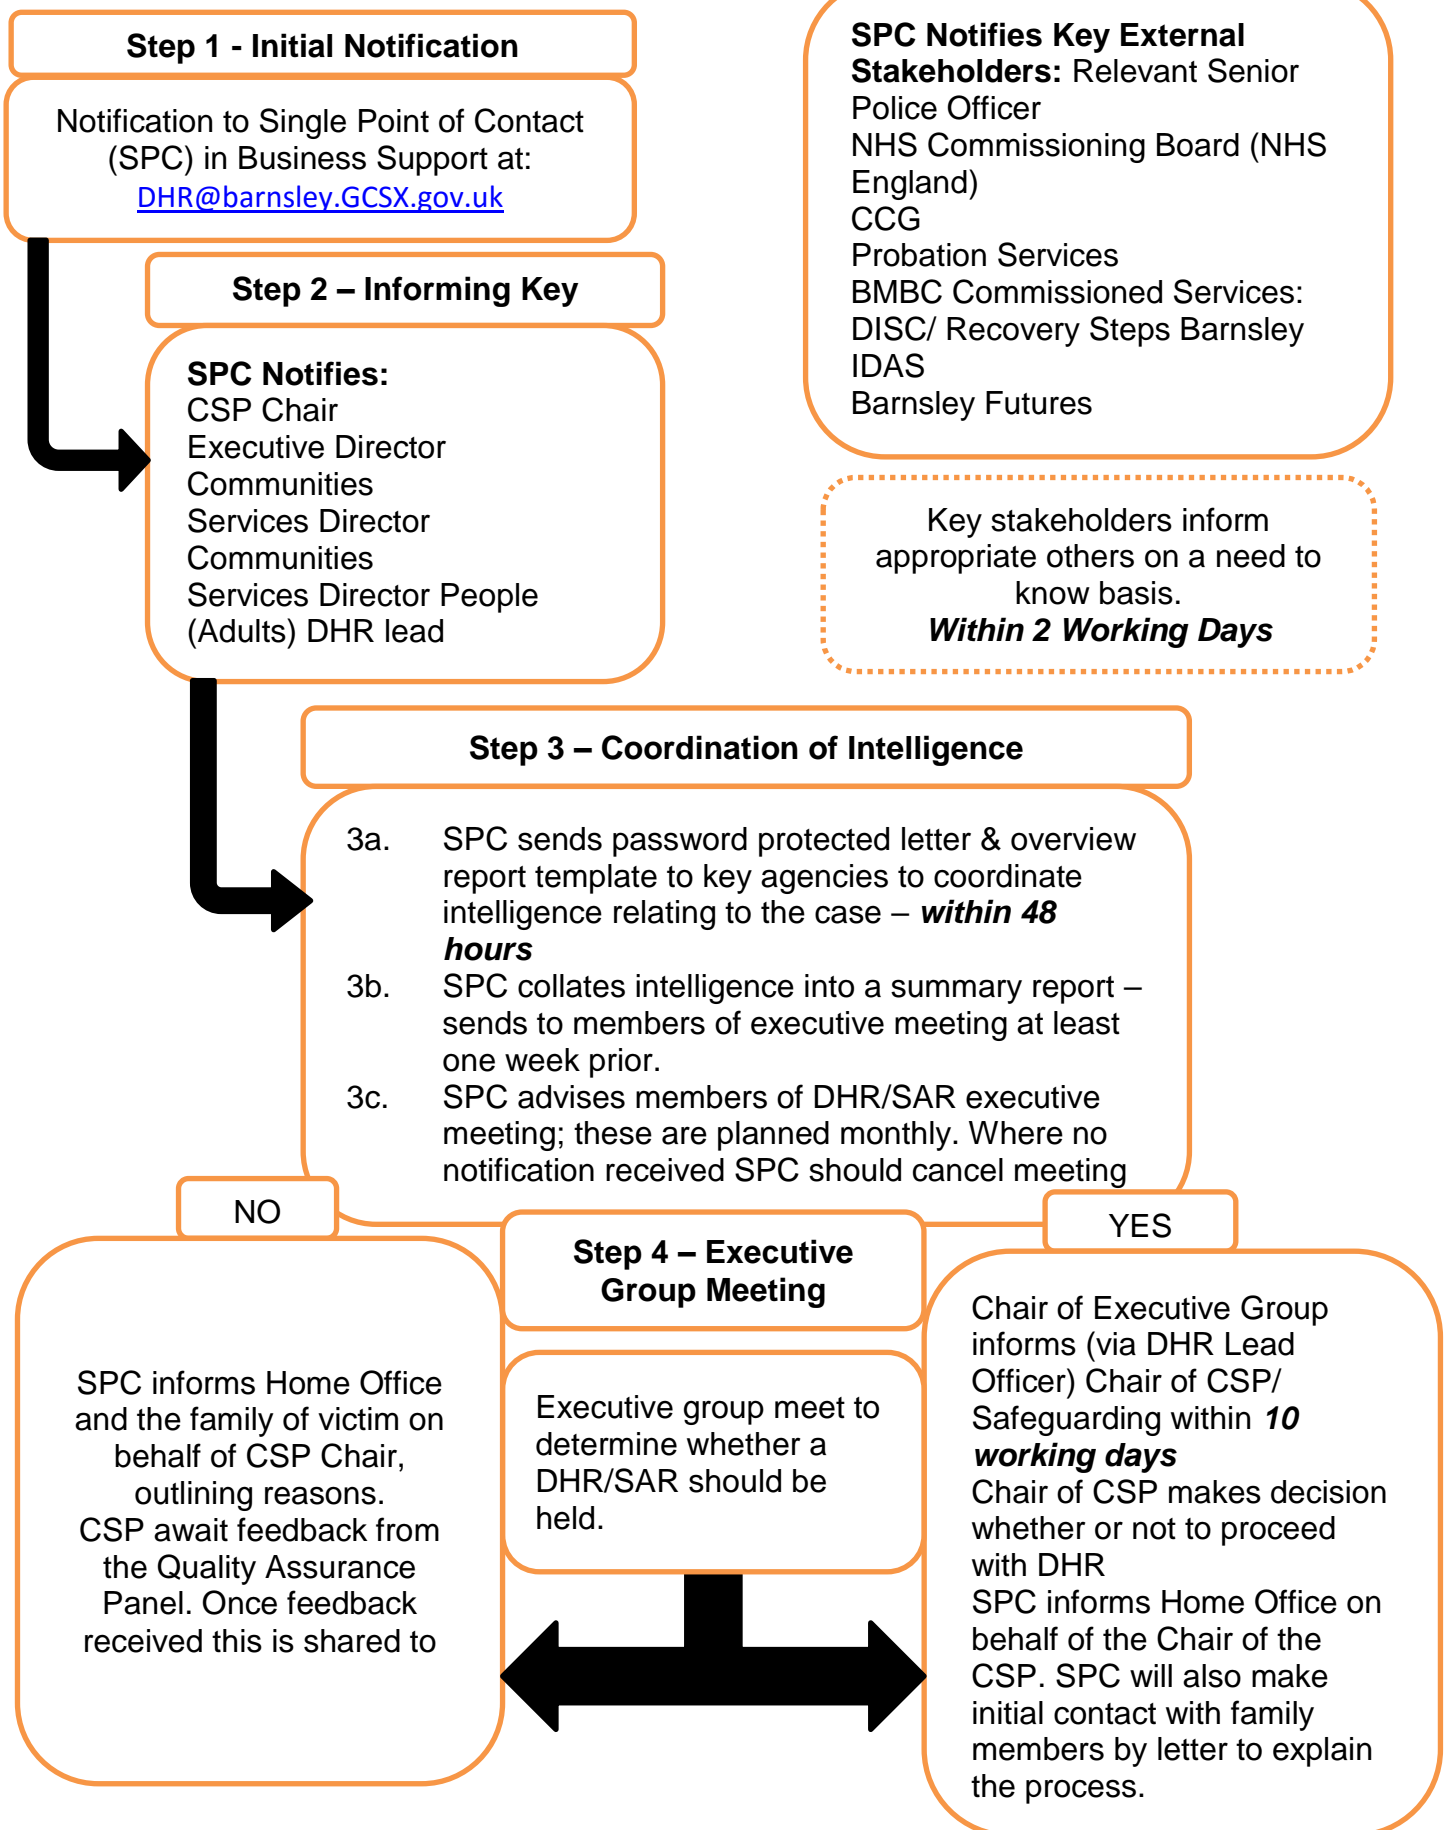 Step 1 - Initial Notification
Notification to Single Point of Contact
(SPC) in Business Support at:
DHR@barnsley.GCSX.gov.uk
Step 2 – Informing Key
SPC Notifies:
CSP Chair
Executive Director
Communities
Services Director
Communities
Services Director People
(Adults) DHR lead
SPC Notifies Key External
Stakeholders: Relevant Senior
Police Officer
NHS Commissioning Board (NHS
England)
CCG
Probation Services
BMBC Commissioned Services:
DISC/ Recovery Steps Barnsley
IDAS
Barnsley Futures
Key stakeholders inform
appropriate others on a need to
know basis.
Within 2 Working Days
Step 3 – Coordination of Intelligence
3a. SPC sends password protected letter & overview
report template to key agencies to coordinate
intelligence relating to the case – within 48
hours
3b. SPC collates intelligence into a summary report –
sends to members of executive meeting at least
one week prior.
3c. SPC advises members of DHR/SAR executive
meeting; these are planned monthly. Where no
notification received SPC should cancel meeting
NO
SPC informs Home Office
and the family of victim on
behalf of CSP Chair,
outlining reasons.
CSP await feedback from
the Quality Assurance
Panel. Once feedback
received this is shared to
Step 4 – Executive
Group Meeting
Executive group meet to
determine whether a
DHR/SAR should be
held.
YES
Chair of Executive Group
informs (via DHR Lead
Officer) Chair of CSP/
Safeguarding within 10
working days
Chair of CSP makes decision
whether or not to proceed
with DHR
SPC informs Home Office on
behalf of the Chair of the
CSP. SPC will also make
initial contact with family
members by letter to explain
the process.